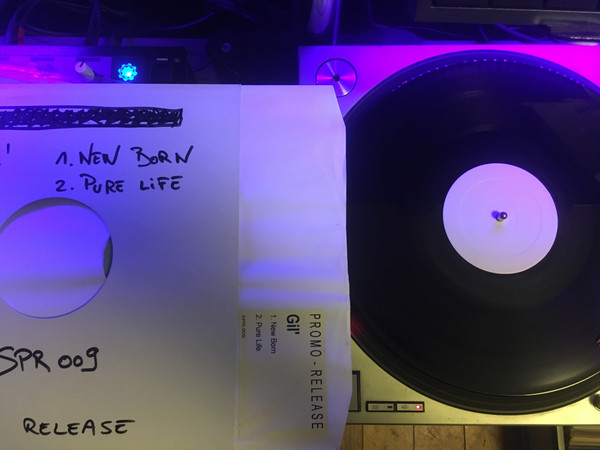 1. NEW BORN
2. PURE LiFE
SPR 009
RELEASE
PROMO - RELEASE
Gil'
1. New Born
2. Pure Life